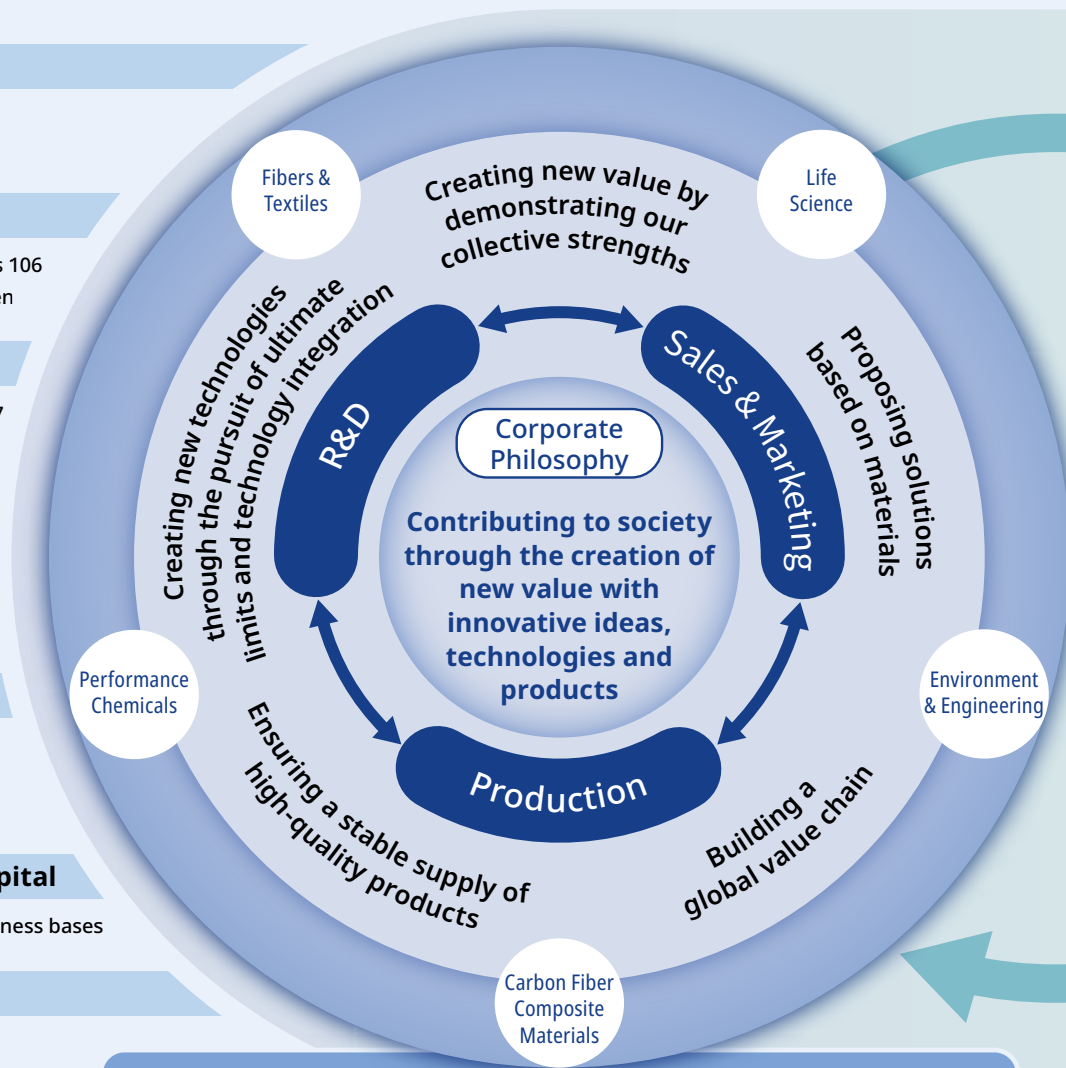 Fibers &
Textiles
Life
Science
Creating new value by
demonstrating our
collective strengths
Creating new technologies
through the pursuit of ultimate
limits and technology integration
R&D
Sales & Marketing
Proposing solutions
based on materials
Corporate
Philosophy
Contributing to society
through the creation of
new value with
innovative ideas,
technologies and
products
Performance
Chemicals
Environment
& Engineering
Production
Ensuring a stable supply of
high-quality products
Building a
global value chain
Carbon Fiber
Composite
Materials
106
pital
ness bases